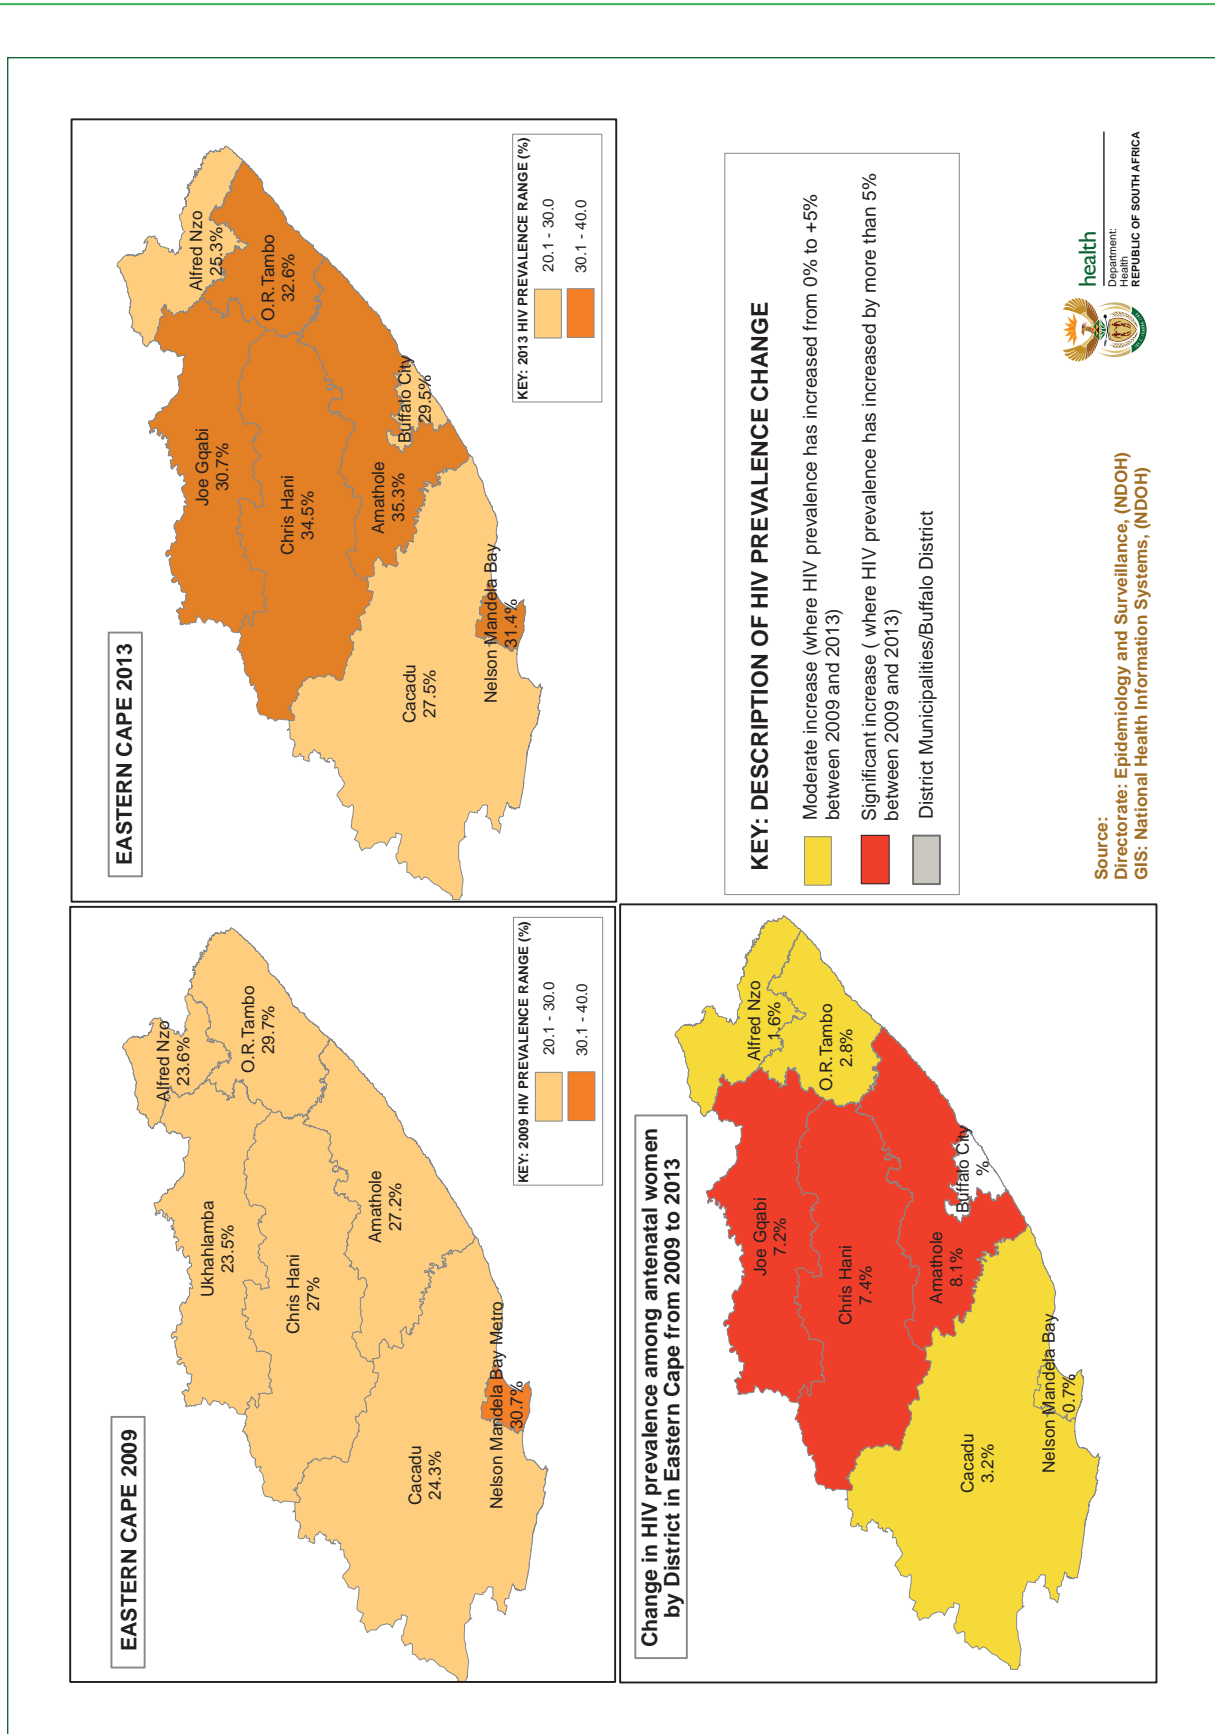 EASTERN CAPE 2009
Alfred Nzo
23.6%
O.R.Tambo
29.7%
Ukhahlamba
23.5%
Chris Hani
27%
Amathole
27.2%
Cacadu
24.3%
Nelson Mandela Bay Metro
30.7%
KEY: 2009 HIV PREVALENCE RANGE (%)
20.1 - 30.0
30.1 - 40.0
EASTERN CAPE 2013
Alfred Nzo
25.3%
O.R.Tambo
32.6%
Joe Gqabi
30.7%
Chris Hani
34.5%
Buffalo City
29.5%
Amathole
35.3%
Cacadu
27.5%
Nelson Mandela Bay
31.4%
KEY: 2013 HIV PREVALENCE RANGE (%)
20.1 - 30.0
30.1 - 40.0
Change in HIV prevalence among antenatal women
by District in Eastern Cape from 2009 to 2013
Alfred Nzo
1.6%
O.R.Tambo
2.8%
Joe Gqabi
7.2%
Chris Hani
7.4%
Buffalo City
%
Amathole
8.1%
Cacadu
3.2%
Nelson Mandela Bay
0.7%
KEY: DESCRIPTION OF HIV PREVALENCE CHANGE
Moderate increase (where HIV prevalence has increased from 0% to +5%
between 2009 and 2013)
Significant increase ( where HIV prevalence has increased by more than 5%
between 2009 and 2013)
District Municipalities/Buffalo District
Source:
Directorate: Epidemiology and Surveillance, (NDOH)
GIS: National Health Information Systems, (NDOH)
health
Department:
Health
REPUBLIC OF SOUTH AFRICA